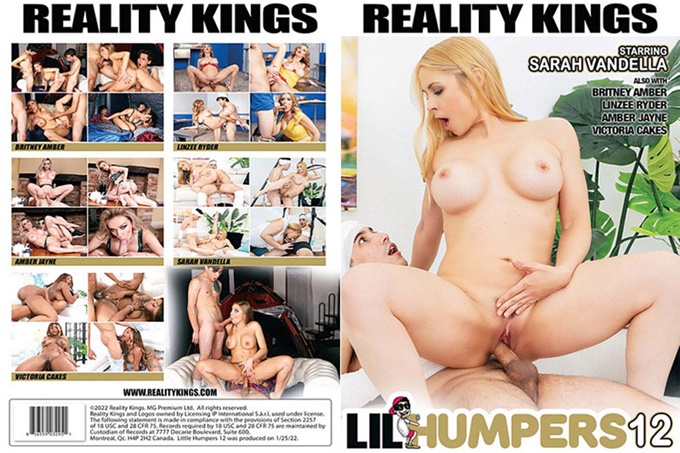 REALITY KINGS
BRITNEY AMBER
LINZEE RYDER
AMBER JAYNE
SARAH VANDELLA
VICTORIA CAKES
WWW.REALITYKINGS.COM
©2022 Reality Kings. MG Premium Ltd. All rights reserved.
Reality Kings and Logos owned by Licensing IP International S.à.r.l, used under license.
The following statement is made in compliance with the provisions of Section 2257
of 18 USC and 28 CFR 75. Records required by 18 USC and 28 CFR 75 are maintained by
Custodian of Records at 7777 Decarie Boulevard, Suite 600,
Montreal, Qc. H4P 2H2 Canada. Little Humpers 12 was produced on 1/25/22.
REALITY KINGS
STARRING
SARAH VANDELLA
ALSO WITH
BRITNEY AMBER
LINZEE RYDER
AMBER JAYNE
VICTORIA CAKES
LIL HUMPERS 12